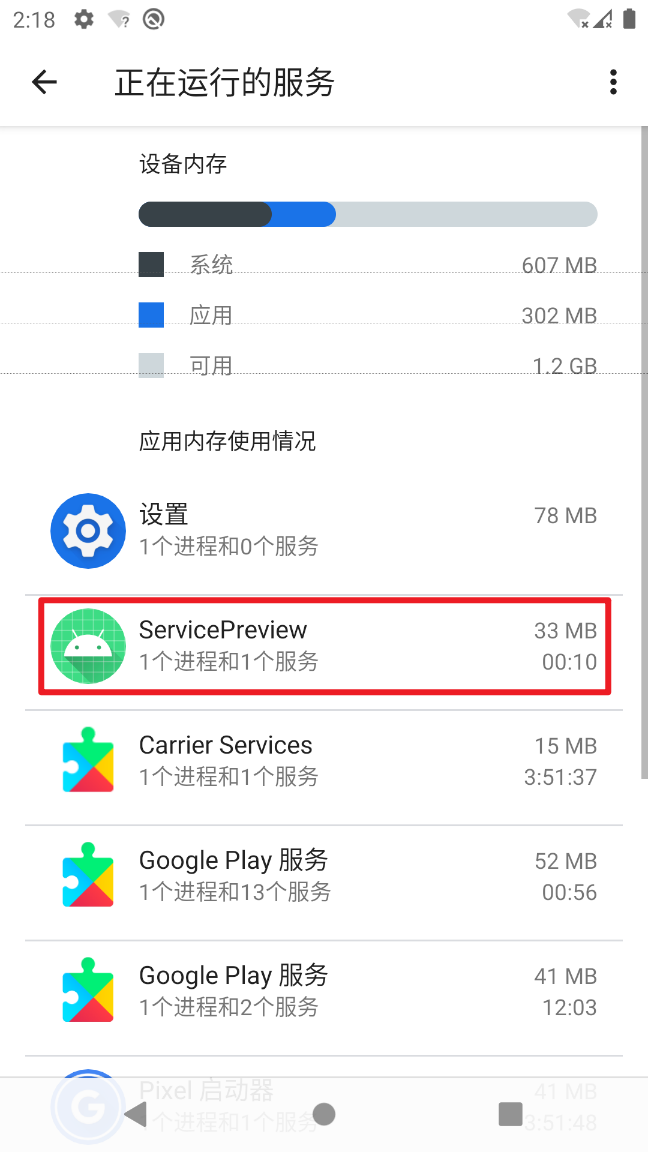 2:18
正在运行的服务
设备内存
系统 607 MB
应用 302 MB
可用 1.2 GB
应用内存使用情况
设置 78 MB
1个进程和0个服务
ServicePreview 33 MB
1个进程和1个服务 00:10
Carrier Services 15 MB
1个进程和1个服务 3:51:37
Google Play 服务 52 MB
1个进程和13个服务 00:56
Google Play 服务 41 MB
1个进程和2个服务 12:03
Pixel 启动器 41 MB
1个进程和1个服务 3:51:48